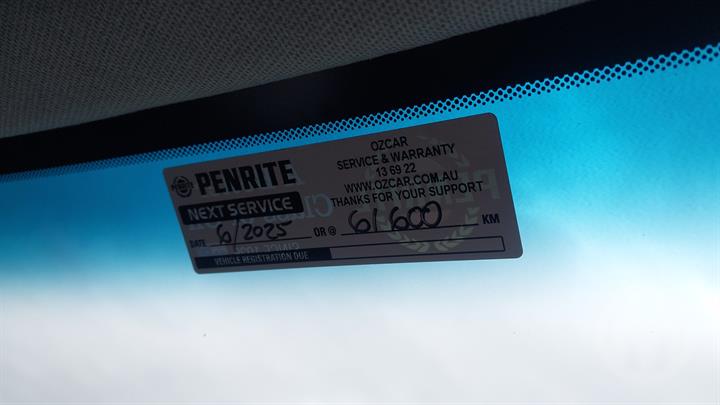 OZCAR
SERVICE & WARRANTY
13 69 22
WWW.OZCAR.COM.AU
THANKS FOR YOUR SUPPORT
PENRITE
NEXT SERVICE
DATE 6/2025 OR @ 61600 KM
VEHICLE REGISTRATION DUE